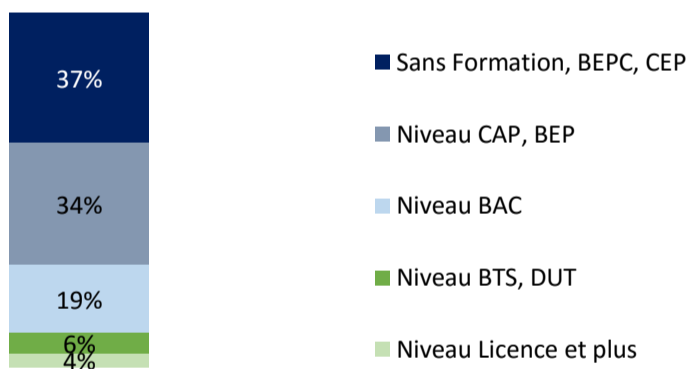 37%
34%
19%
6%
4%
Sans Formation, BEPC, CEP
Niveau CAP, BEP
Niveau BAC
Niveau BTS, DUT
Niveau Licence et plus